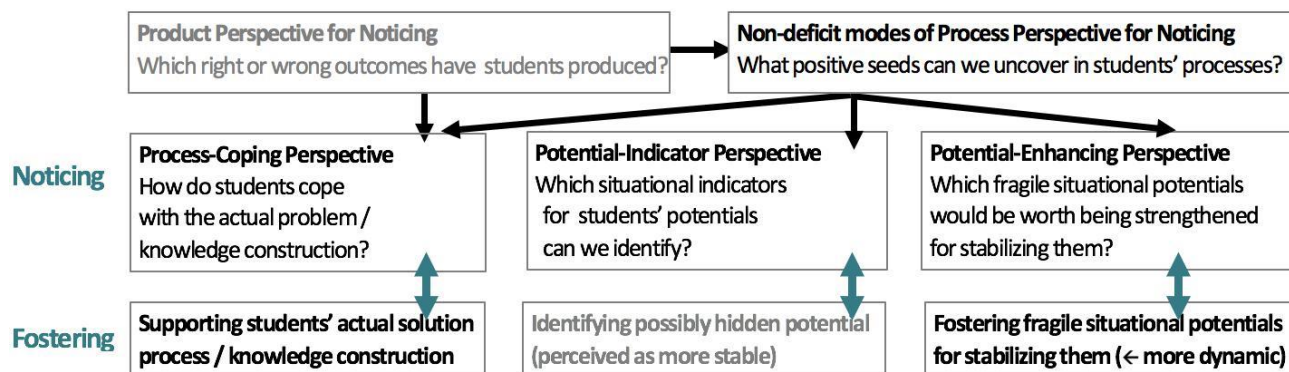 Product Perspective for Noticing
Which right or wrong outcomes have students produced?
Non-deficit modes of Process Perspective for Noticing
What positive seeds can we uncover in students' processes?
Noticing
Process-Coping Perspective
How do students cope
with the actual problem /
knowledge construction?
Potential-Indicator Perspective
Which situational indicators
for students' potentials
can we identify?
Potential-Enhancing Perspective
Which fragile situational potentials
would be worth being strengthened
for stabilizing them?
Fostering
Supporting students' actual solution
process / knowledge construction
Identifying possibly hidden potential
(perceived as more stable)
Fostering fragile situational potentials
for stabilizing them (← more dynamic)